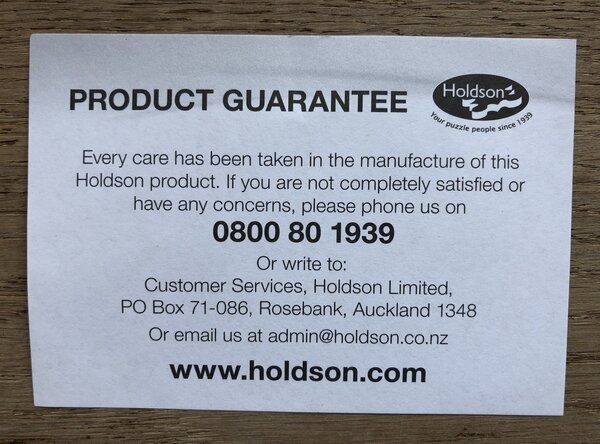 PRODUCT GUARANTEE
Holdson
Your puzzle people since 1939
Every care has been taken in the manufacture of this
Holdson product. If you are not completely satisfied or
have any concerns, please phone us on
0800 80 1939
Or write to:
Customer Services, Holdson Limited,
PO Box 71-086, Rosebank, Auckland 1348
Or email us at admin@holdson.co.nz
www.holdson.com